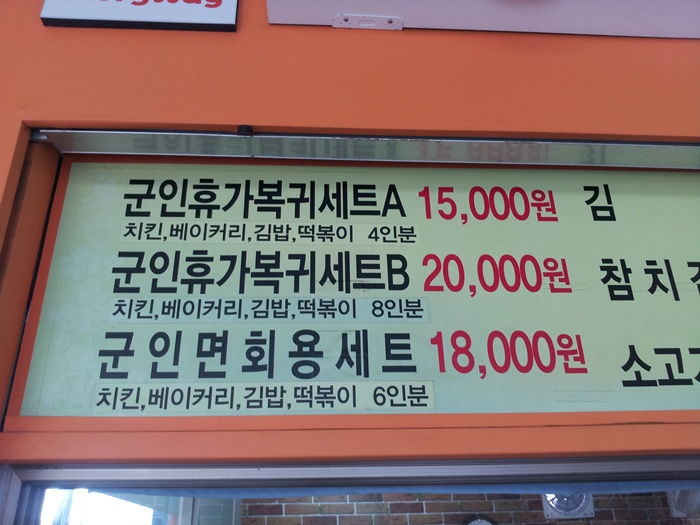 군인휴가복귀세트A 15,000원 김
치킨,베이커리,김밥,떡볶이 4인분
군인휴가복귀세트B 20,000원 참치
치킨,베이커리,김밥,떡볶이 8인분
군인면회용세트 18,000원 소고
치킨,베이커리,김밥,떡볶이 6인분